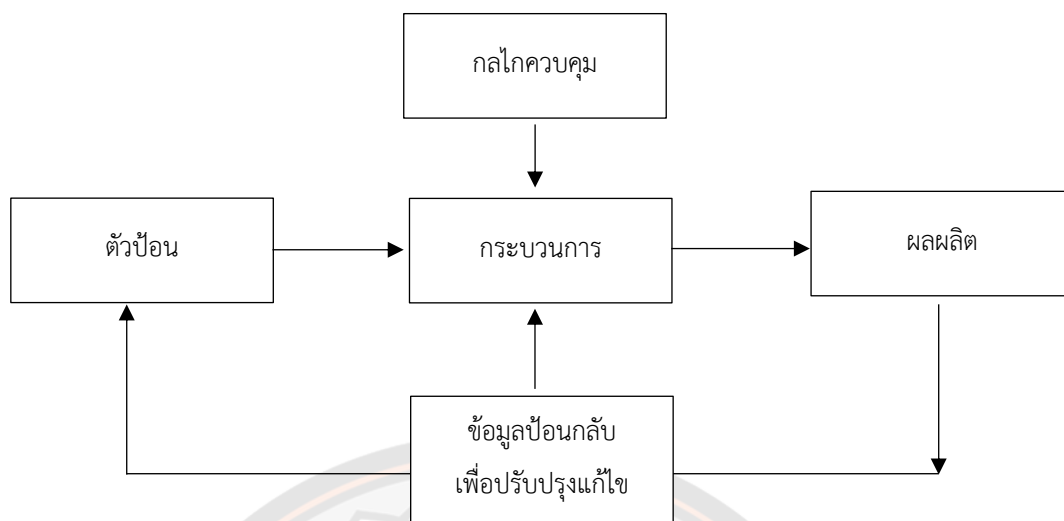 กลไกควบคุม
ตัวป้อน
กระบวนการ
ผลผลิต
ข้อมูลป้อนกลับ
เพื่อปรับปรุงแก้ไข